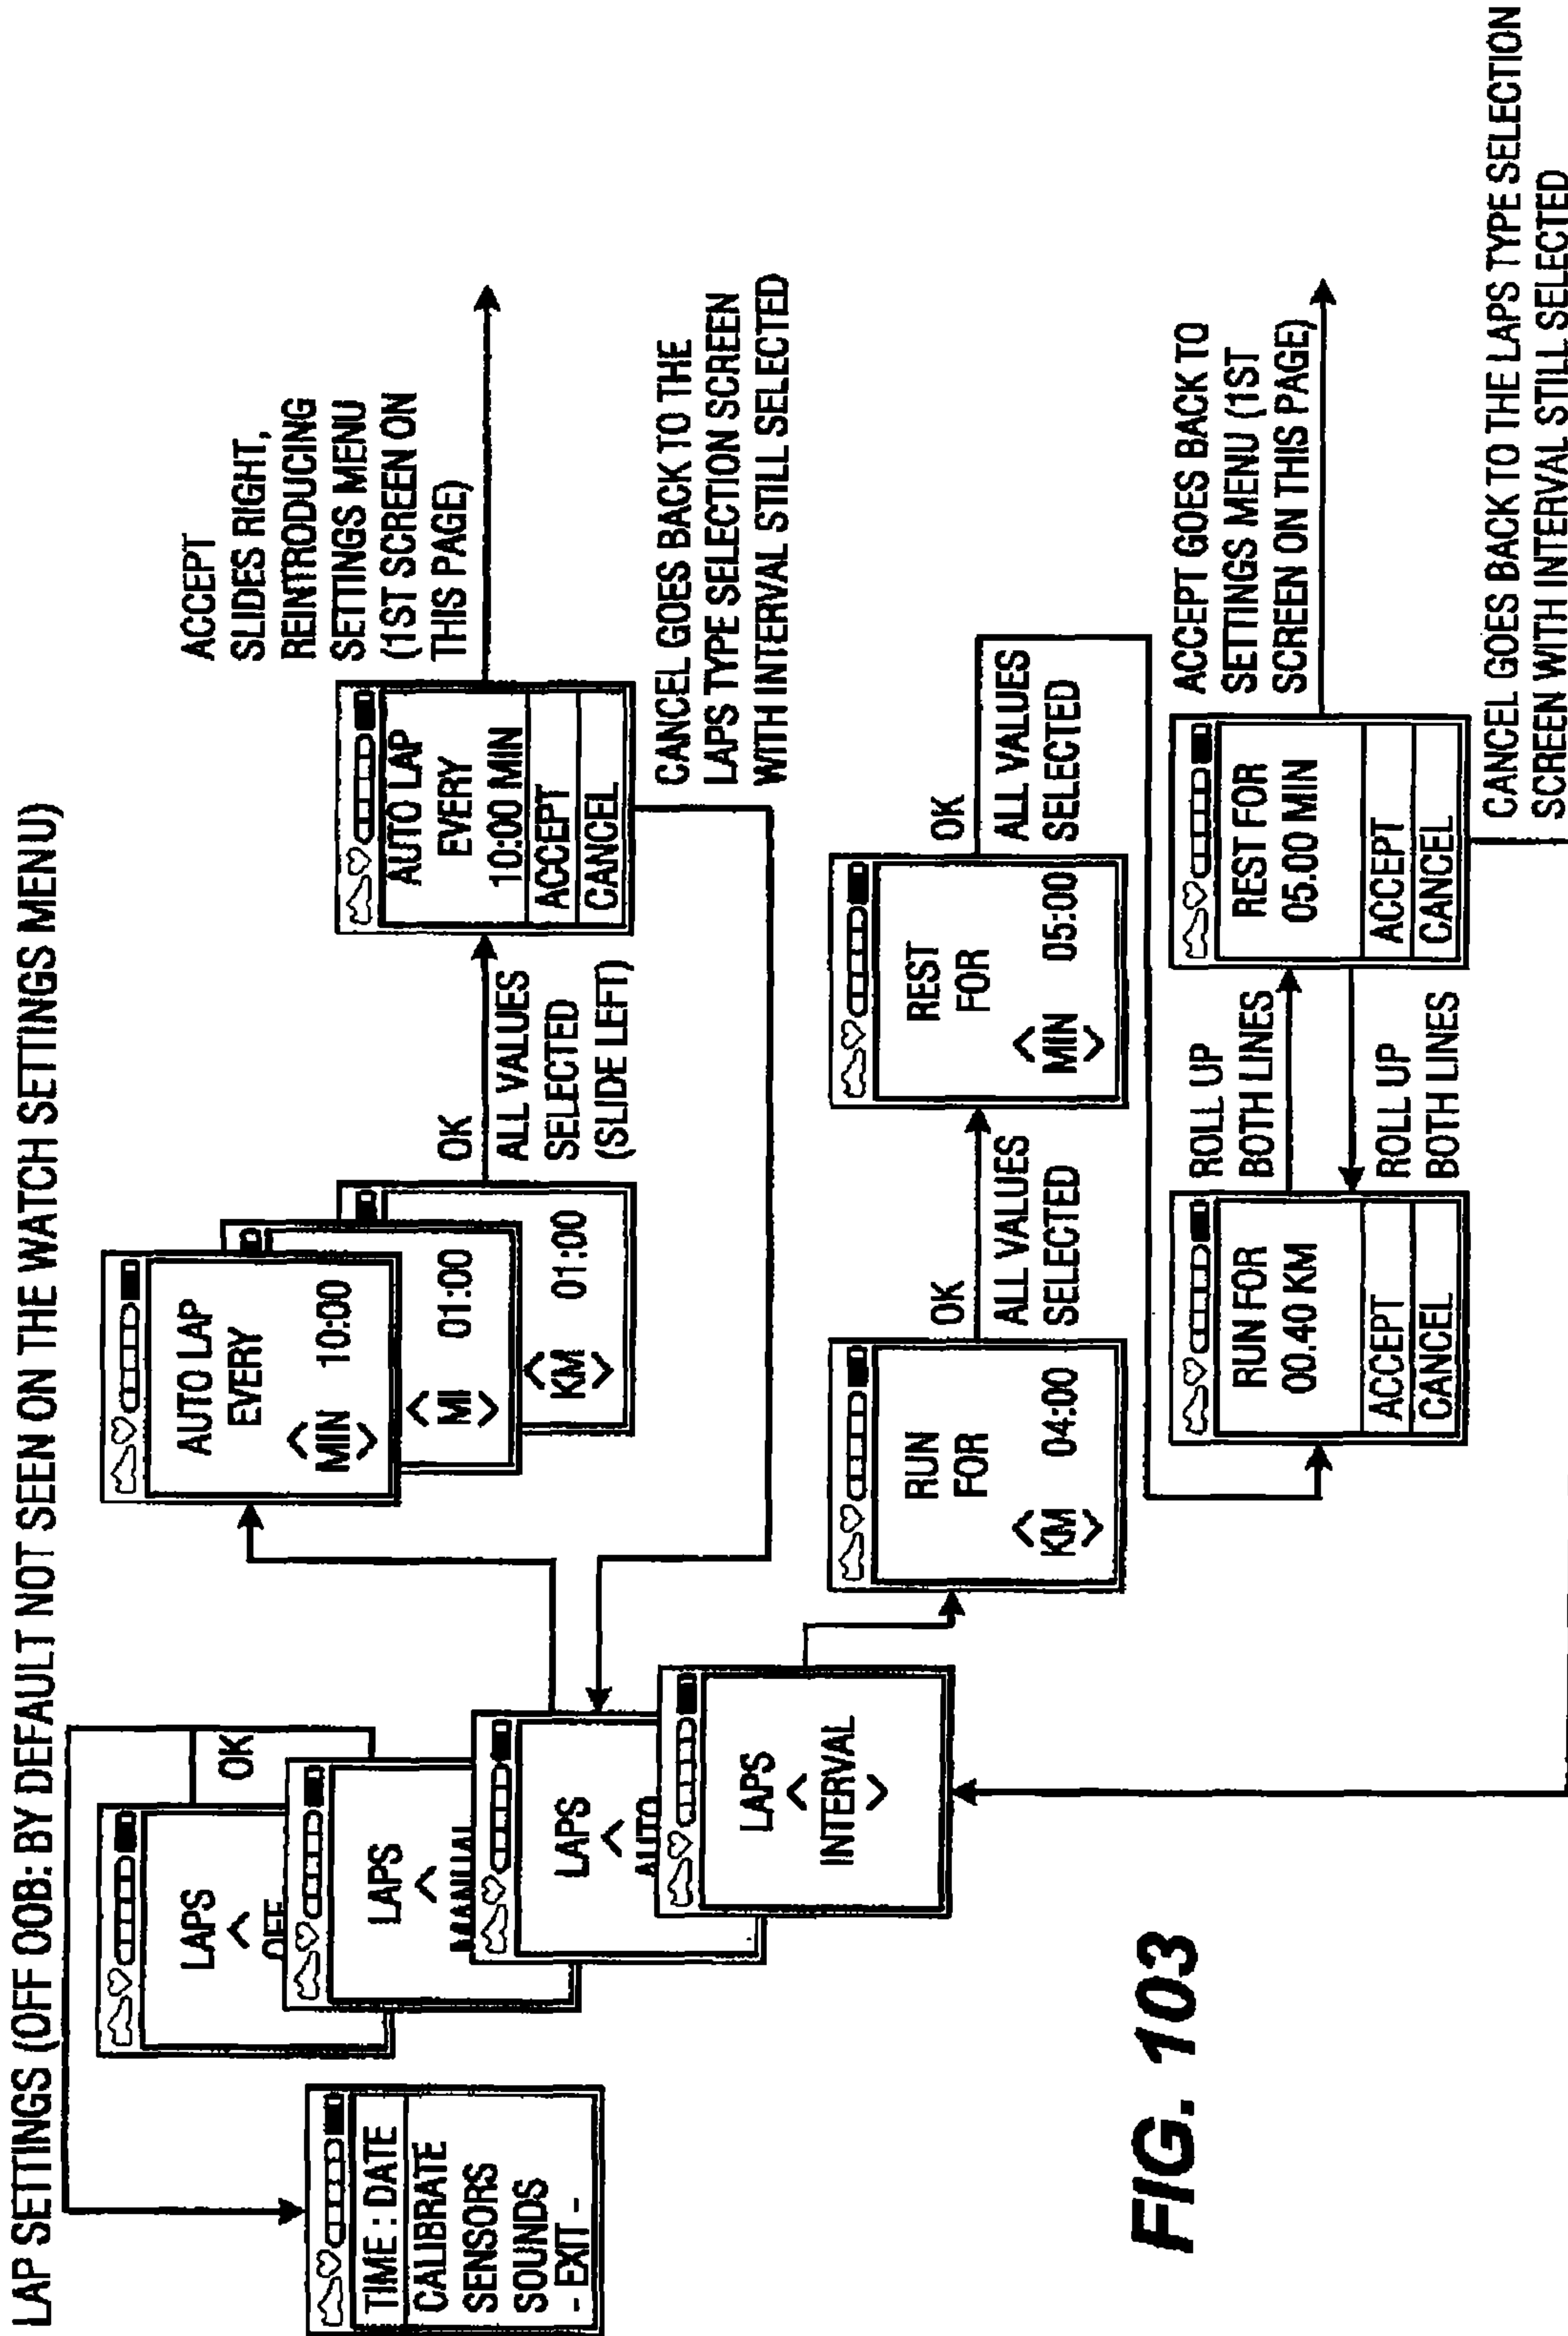 LAP SETTINGS (OFF OOB: BY DEFAULT NOT SEEN ON THE WATCH SETTINGS MENU)
TIME : DATE
CALIBRATE
SENSORS
SOUNDS
- EXIT -
LAPS
<
OFF
OK
LAPS
<
MANUAL
LAPS
<
AUTO
LAPS
<
INTERVAL
>
AUTO LAP
EVERY
<
MIN 10:00
>
<
MI 01:00
>
<
KM 01:00
>
OK
ALL VALUES
SELECTED
(SLIDE LEFT)
AUTO LAP
EVERY
10:00 MIN
ACCEPT
CANCEL
ACCEPT
SLIDES RIGHT,
REINTRODUCING
SETTINGS MENU
(1ST SCREEN ON
THIS PAGE)
CANCEL GOES BACK TO THE
LAPS TYPE SELECTION SCREEN
WITH INTERVAL STILL SELECTED
RUN
FOR
<
KM 04:00
>
OK
ALL VALUES
SELECTED
REST
FOR
<
MIN 05:00
>
OK
ALL VALUES
SELECTED
RUN FOR
00.40 KM
ACCEPT
CANCEL
ROLL UP
BOTH LINES
ROLL UP
BOTH LINES
REST FOR
05.00 MIN
ACCEPT
CANCEL
ACCEPT GOES BACK TO
SETTINGS MENU (1ST
SCREEN ON THIS PAGE)
CANCEL GOES BACK TO THE LAPS TYPE SELECTION
SCREEN WITH INTERVAL STILL SELECTED
FIG. 103